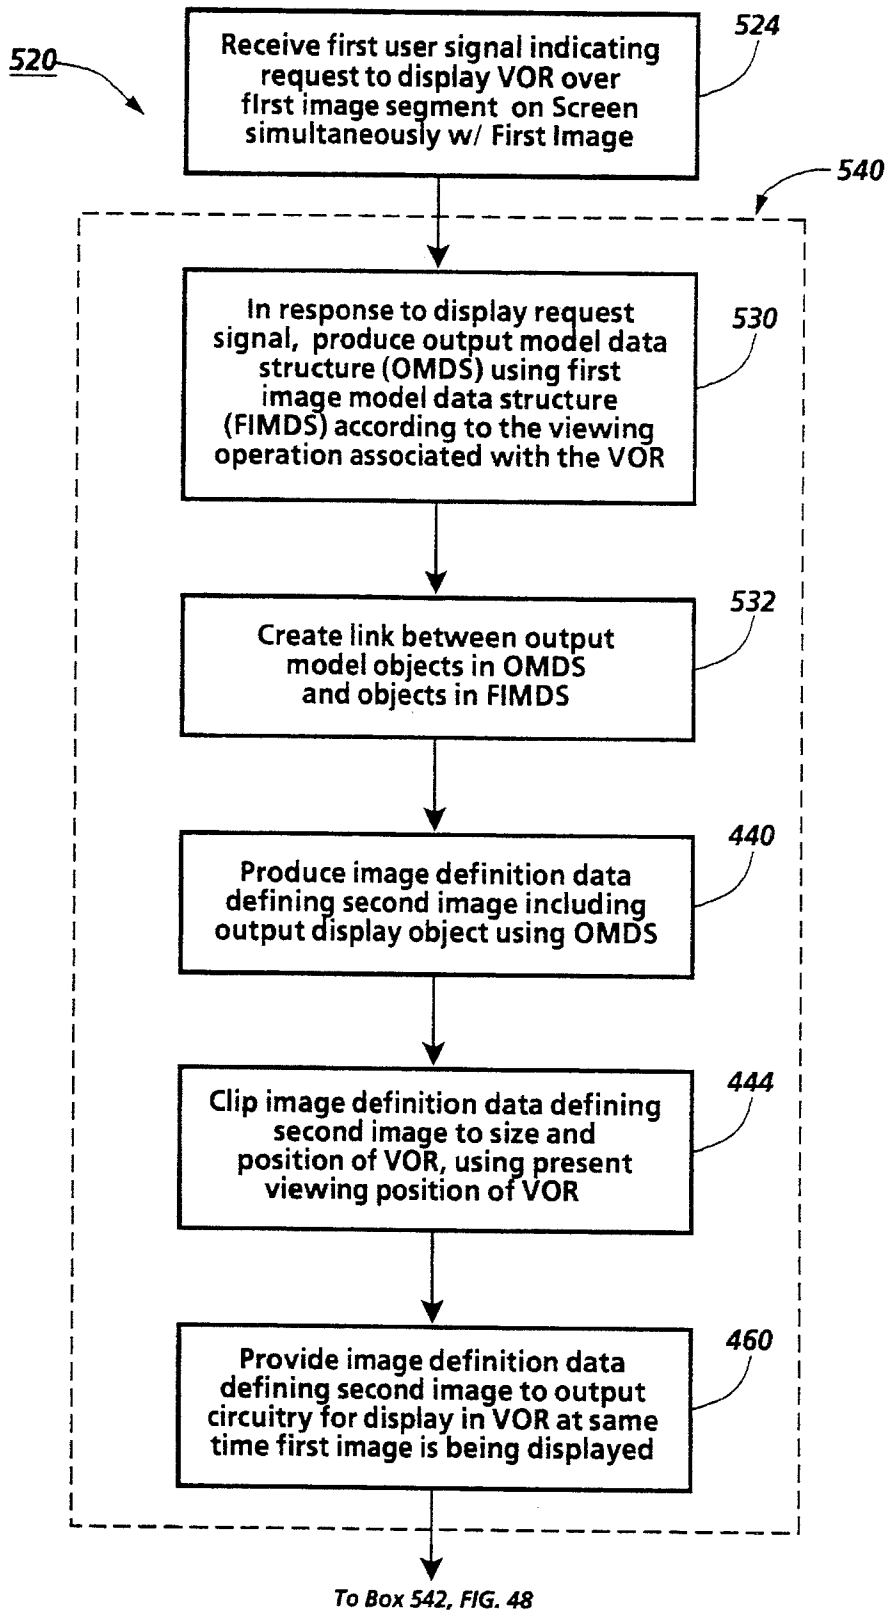 520
524
Receive first user signal indicating
request to display VOR over
first image segment on Screen
simultaneously w/ First Image
540
530
In response to display request
signal, produce output model data
structure (OMDS) using first
image model data structure
(FIMDS) according to the viewing
operation associated with the VOR
532
Create link between output
model objects in OMDS
and objects in FIMDS
440
Produce image definition data
defining second image including
output display object using OMDS
444
Clip image definition data defining
second image to size and
position of VOR, using present
viewing position of VOR
460
Provide image definition data
defining second image to output
circuitry for display in VOR at same
time first image is being displayed
To Box 542, FIG. 48